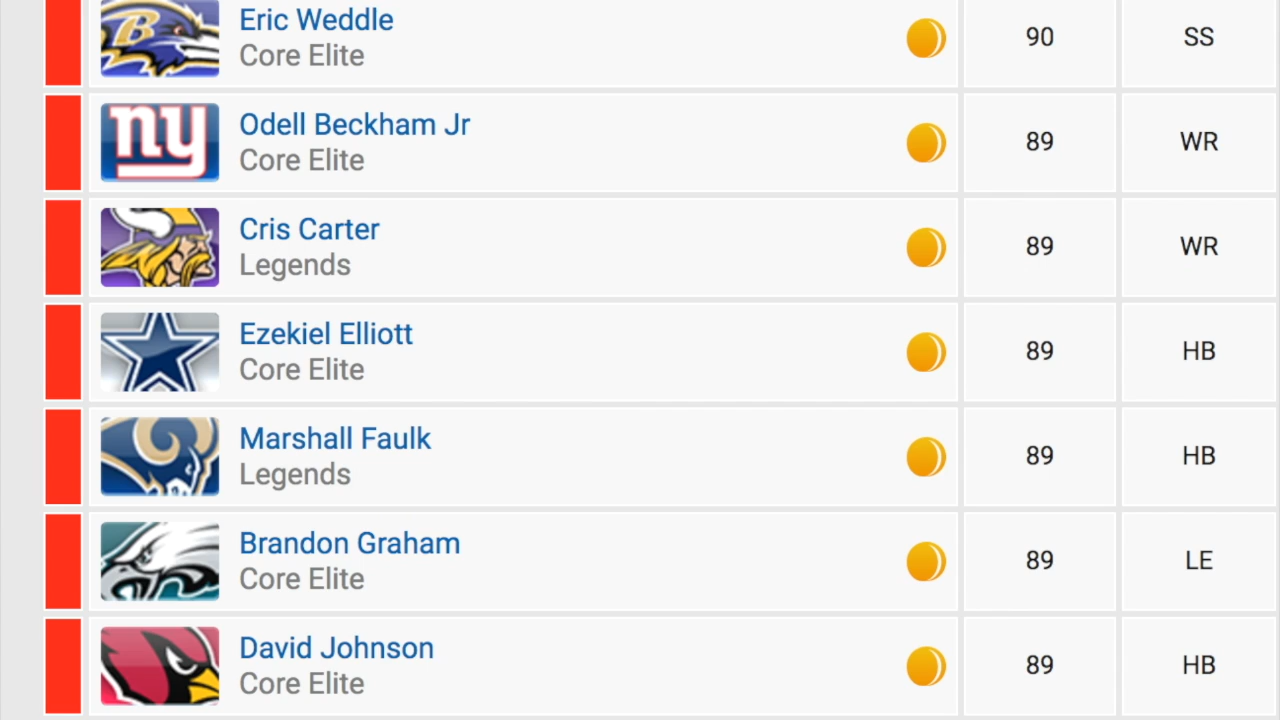 B
Eric Weddle
Core Elite
90
SS
ny
Odell Beckham Jr
Core Elite
89
WR
Cris Carter
Legends
89
WR
Ezekiel Elliott
Core Elite
89
HB
Marshall Faulk
Legends
89
HB
Brandon Graham
Core Elite
89
LE
David Johnson
Core Elite
89
HB